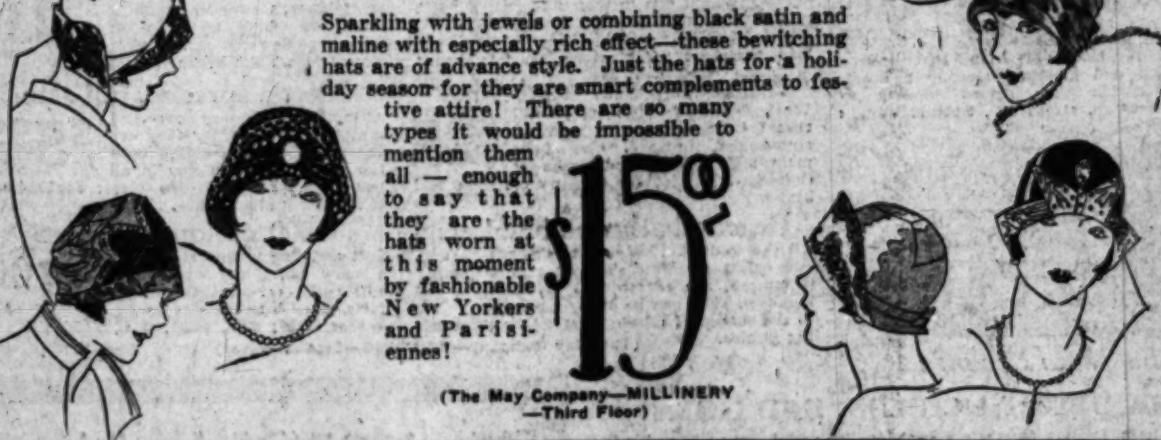 Sparkling with jewels or combining black satin and
maline with especially rich effect—these bewitching
hats are of advance style. Just the hats for a holi-
day season for they are smart complements to fes-
tive attire! There are so many
types it would be impossible to
mention them
all — enough
to say that
they are the
hats worn at
this moment
by fashionable
New Yorkers
and Parisi-
ennes!
$15.00
(The May Company—MILLINERY
—Third Floor)